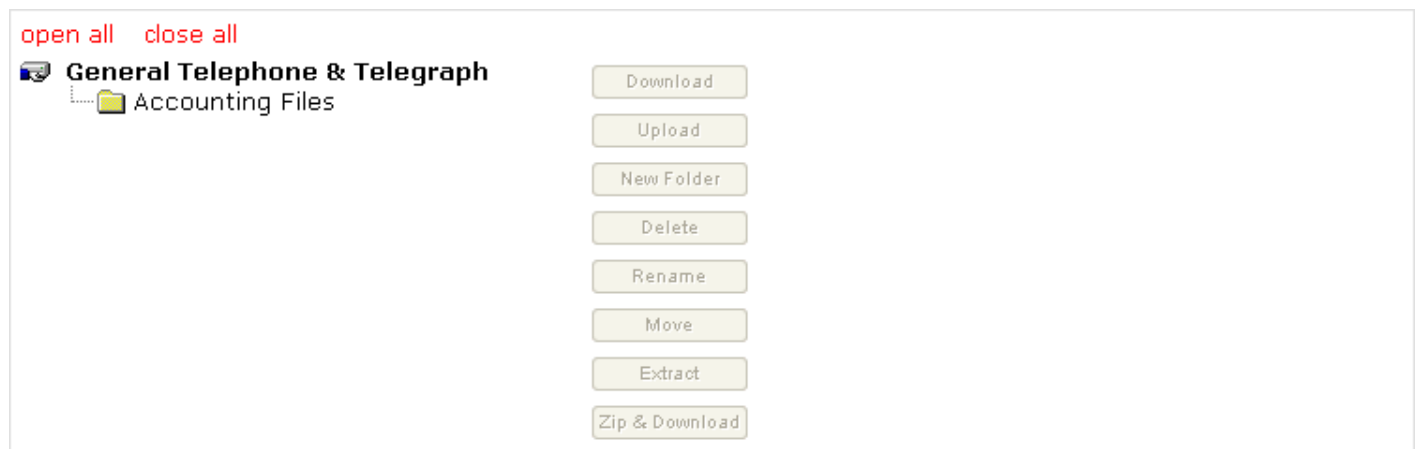 open all close all
General Telephone & Telegraph
Accounting Files
Download
Upload
New Folder
Delete
Rename
Move
Extract
Zip & Download